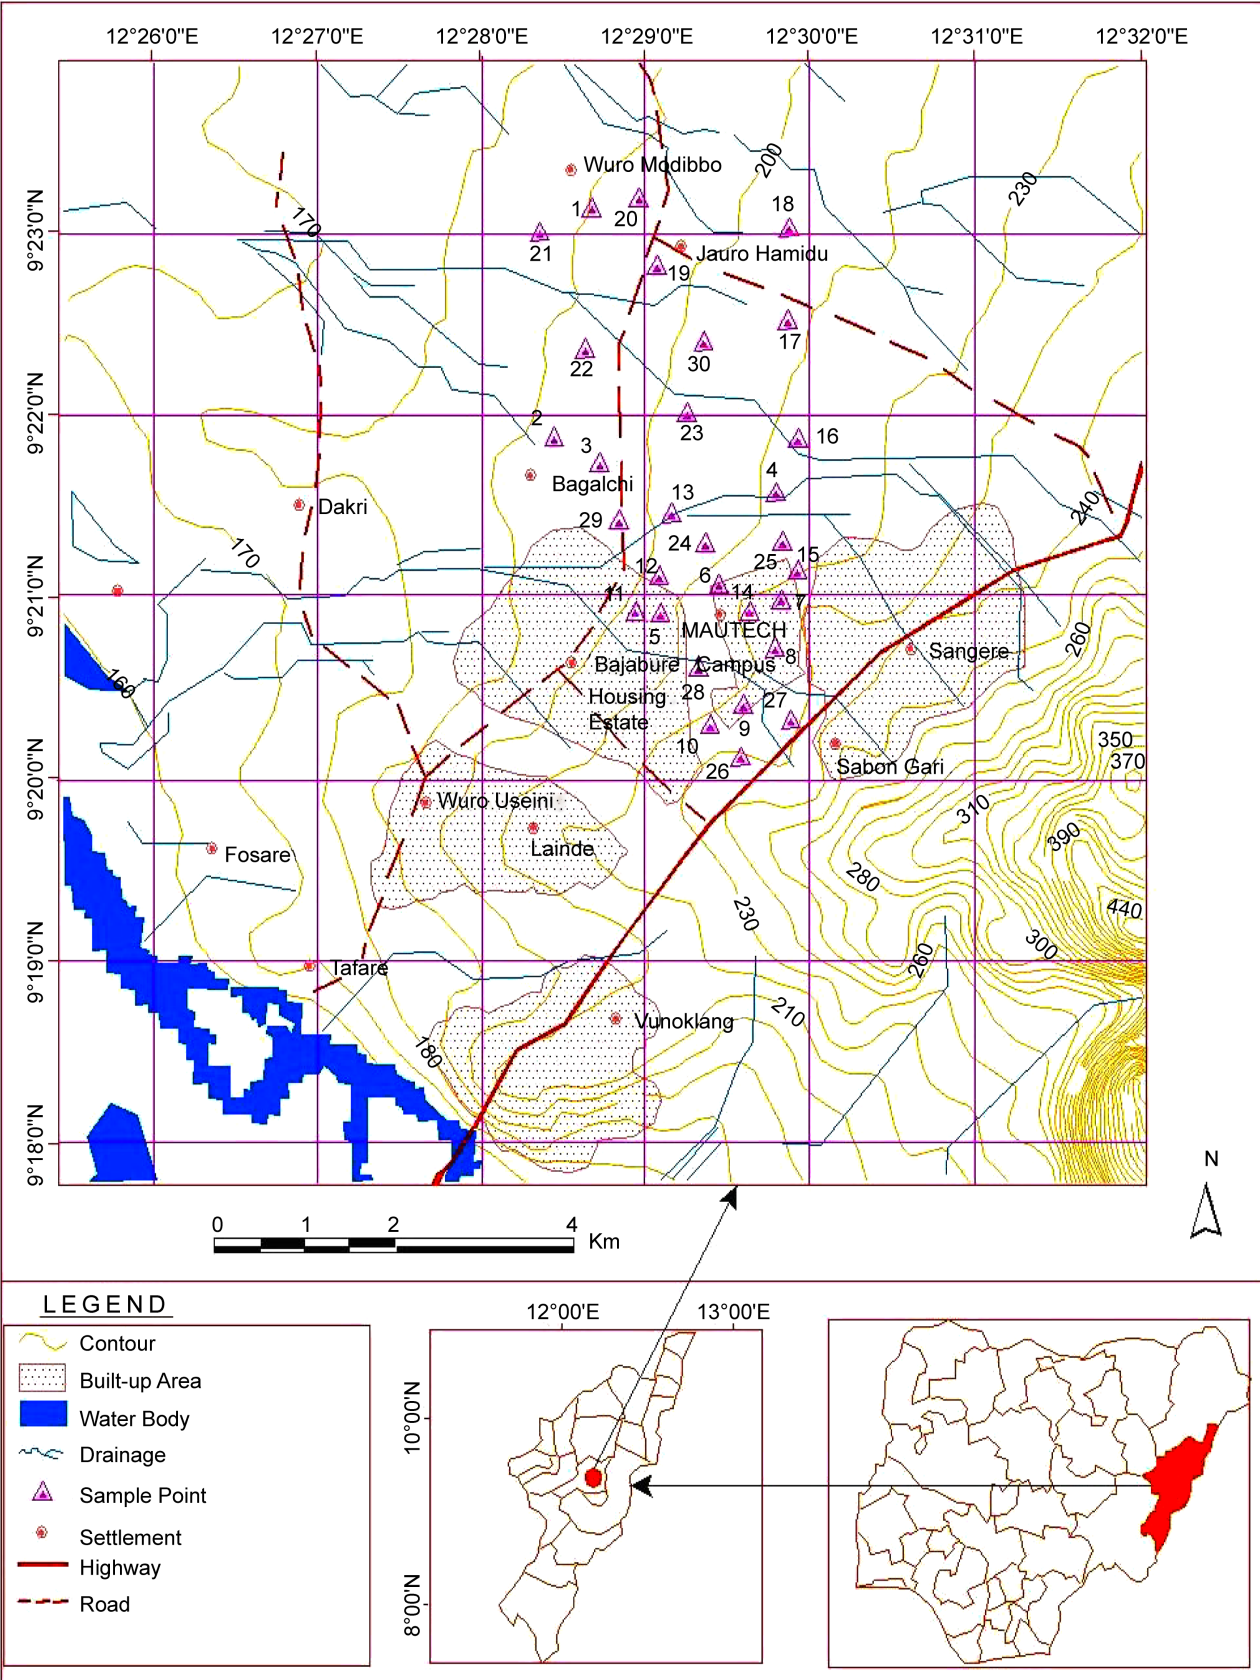 12°26'0"E 12°27'0"E 12°28'0"E 12°29'0"E 12°30'0"E 12°31'0"E 12°32'0"E
9°23'0"N
9°22'0"N
9°21'0"N
9°20'0"N
9°19'0"N
9°18'0"N
200
230
Wuro Modibbo
1
20
18
170
21
Jauro Hamidu
19
17
22
30
2
23
16
3
4
Bagalchi
13
Dakri
240
29
24
170
25
15
12
6
11
14
7
5
MAUTECH
260
Bajabure
Campus
8
Sangere
160
28
Housing
27
Estate
9
10
350
26
Sabon Gari
370
Wuro Useini
310
390
Lainde
Fosare
280
230
440
300
260
Tafare
210
Vunoklang
180
N
0 1 2 4
Km
LEGEND
Contour
Built-up Area
Water Body
Drainage
Sample Point
Settlement
Highway
Road
12°00'E 13°00'E
10°00'N
8°00'N